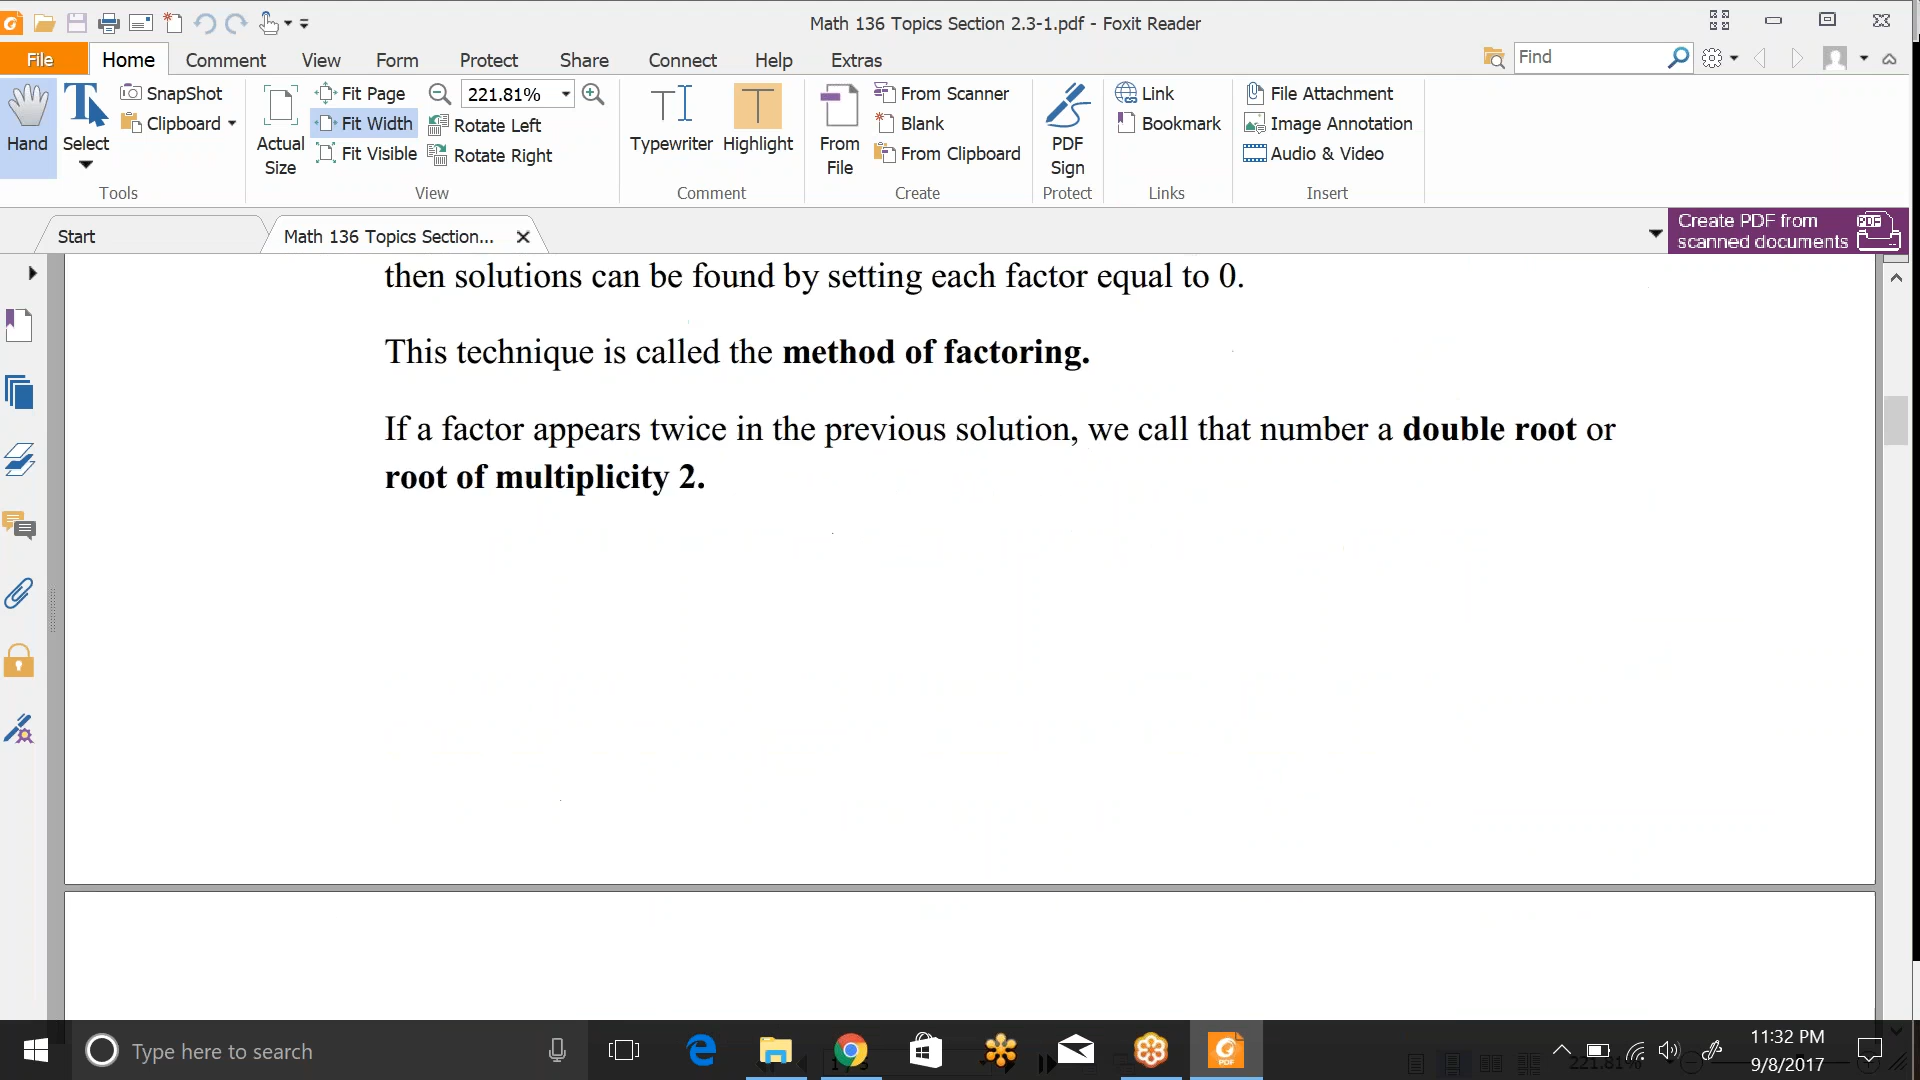 Math 136 Topics Section 2.3-1.pdf - Foxit Reader
File Home Comment View Form Protect Share Connect Help Extras
Find
Hand
Select
SnapShot
Clipboard
Tools
Actual Size
Fit Page
Fit Width
Fit Visible
221.81%
Rotate Left
Rotate Right
View
Typewriter
Highlight
Comment
From File
From Scanner
Blank
From Clipboard
Create
PDF Sign
Protect
Link
Bookmark
Links
File Attachment
Image Annotation
Audio & Video
Insert
Start
Math 136 Topics Section...
Create PDF from
scanned documents
PDF
then solutions can be found by setting each factor equal to 0.
This technique is called the method of factoring.
If a factor appears twice in the previous solution, we call that number a double root or
root of multiplicity 2.
Type here to search
PDF
221.81%
11:32 PM
9/8/2017